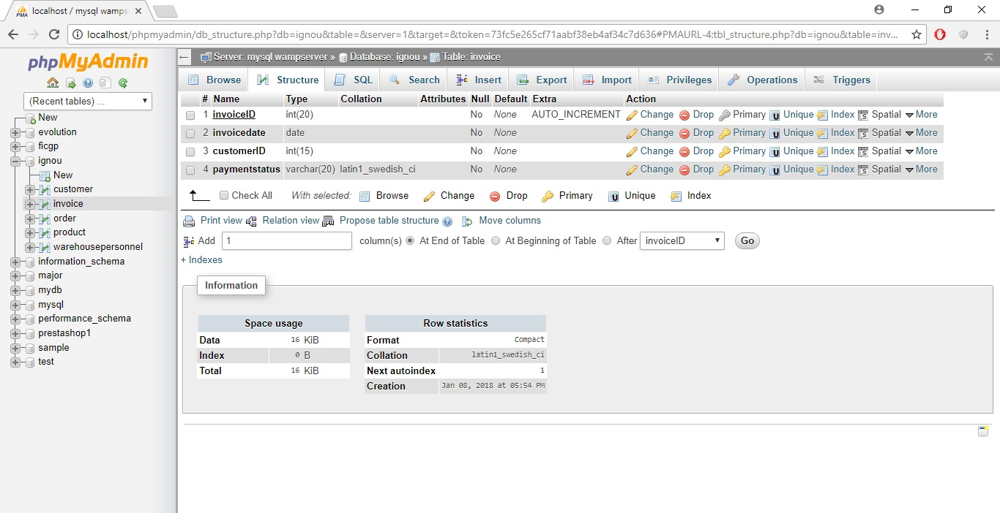 localhost / mysql wamps
localhost/phpmyadmin/db_structure.php?db=ignou&table=&server=1&target=&token=73fc5e265cf71aabf38eb4af34c7d636#PMAURL-4:tbl_structure.php?db=ignou&table=inv...
phpMyAdmin
(Recent tables) ...
New
evolution
ficgp
ignou
New
customer
invoice
order
product
warehousepersonnel
information_schema
major
mydb
mysql
performance_schema
prestashop1
sample
test
Server: mysql wampserver » Database: ignou » Table: invoice
Browse Structure SQL Search Insert Export Import Privileges Operations Triggers
# Name Type Collation Attributes Null Default Extra Action
1 invoiceID int(20) No None AUTO_INCREMENT Change Drop Primary Unique Index Spatial More
2 invoicedate date No None Change Drop Primary Unique Index Spatial More
3 customerID int(15) No None Change Drop Primary Unique Index Spatial More
4 paymentstatus varchar(20) latin1_swedish_ci No None Change Drop Primary Unique Index Spatial More
Check All With selected: Browse Change Drop Primary Unique Index
Print view Relation view Propose table structure Move columns
Add 1 column(s) At End of Table At Beginning of Table After invoiceID Go
+ Indexes
Information
Space usage
Data 16 KiB
Index 0 B
Total 16 KiB
Row statistics
Format Compact
Collation latin1_swedish_ci
Next autoindex 1
Creation Jan 08, 2018 at 05:54 PM